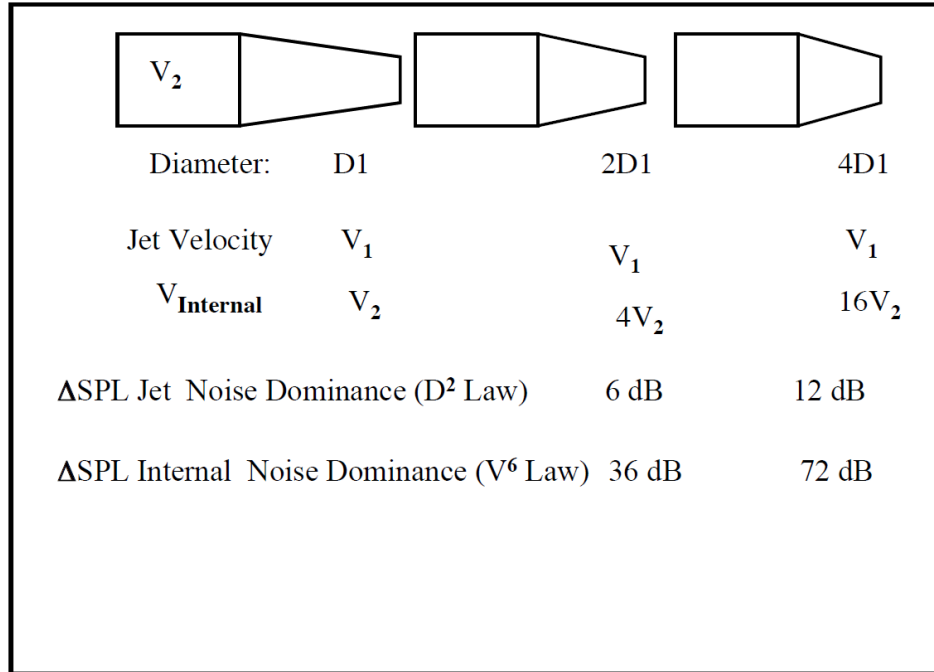 V₂
Diameter: D1 2D1 4D1
Jet Velocity V₁ V₁ V₁
V_Internal V₂ 4V₂ 16V₂
ΔSPL Jet Noise Dominance (D² Law) 6 dB 12 dB
ΔSPL Internal Noise Dominance (V⁶ Law) 36 dB 72 dB